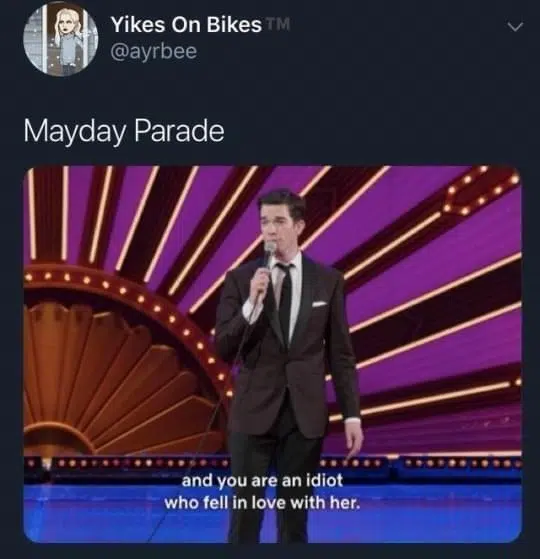 Yikes On Bikes TM
@ayrbee
Mayday Parade
and you are an idiot
who fell in love with her.